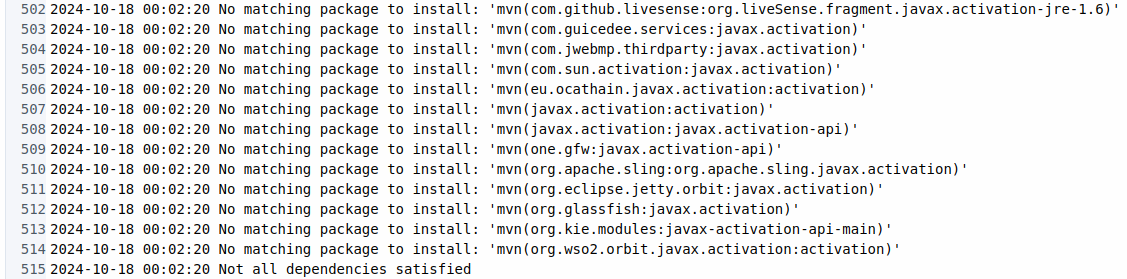 502 2024-10-18 00:02:20 No matching package to install: 'mvn(com.github.livesense:org.liveSense.fragment.javax.activation-jre-1.6)'
503 2024-10-18 00:02:20 No matching package to install: 'mvn(com.guicedee.services:javax.activation)'
504 2024-10-18 00:02:20 No matching package to install: 'mvn(com.jwebmp.thirdparty:javax.activation)'
505 2024-10-18 00:02:20 No matching package to install: 'mvn(com.sun.activation:javax.activation)'
506 2024-10-18 00:02:20 No matching package to install: 'mvn(eu.ocathain.javax.activation:activation)'
507 2024-10-18 00:02:20 No matching package to install: 'mvn(javax.activation:activation)'
508 2024-10-18 00:02:20 No matching package to install: 'mvn(javax.activation:javax.activation-api)'
509 2024-10-18 00:02:20 No matching package to install: 'mvn(one.gfw:javax.activation-api)'
510 2024-10-18 00:02:20 No matching package to install: 'mvn(org.apache.sling:org.apache.sling.javax.activation)'
511 2024-10-18 00:02:20 No matching package to install: 'mvn(org.eclipse.jetty.orbit:javax.activation)'
512 2024-10-18 00:02:20 No matching package to install: 'mvn(org.glassfish:javax.activation)'
513 2024-10-18 00:02:20 No matching package to install: 'mvn(org.kie.modules:javax-activation-api-main)'
514 2024-10-18 00:02:20 No matching package to install: 'mvn(org.wso2.orbit.javax.activation:activation)'
515 2024-10-18 00:02:20 Not all dependencies satisfied